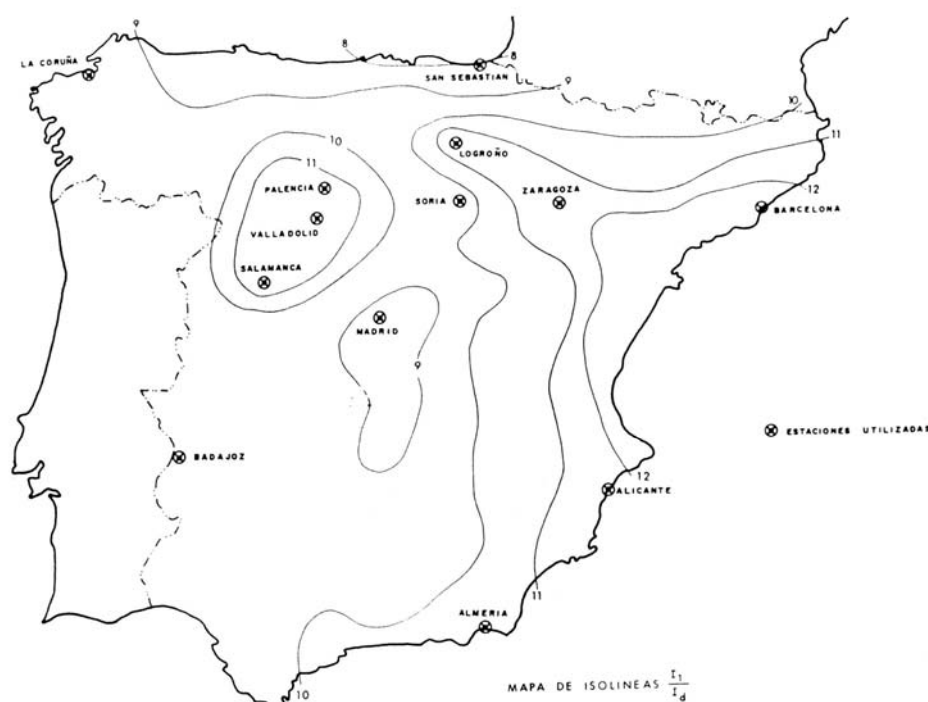 9
8
8
LA CORUÑA
SAN SEBASTIAN
9
10
10
11
11
LOGROÑO
PALENCIA
SORIA
ZARAGOZA
12
BARCELONA
VALLADOLID
SALAMANCA
MADRID
9
ESTACIONES UTILIZADAS
BADAJOZ
12
ALICANTE
11
ALMERIA
10
MAPA DE ISOLINEAS I1/Id